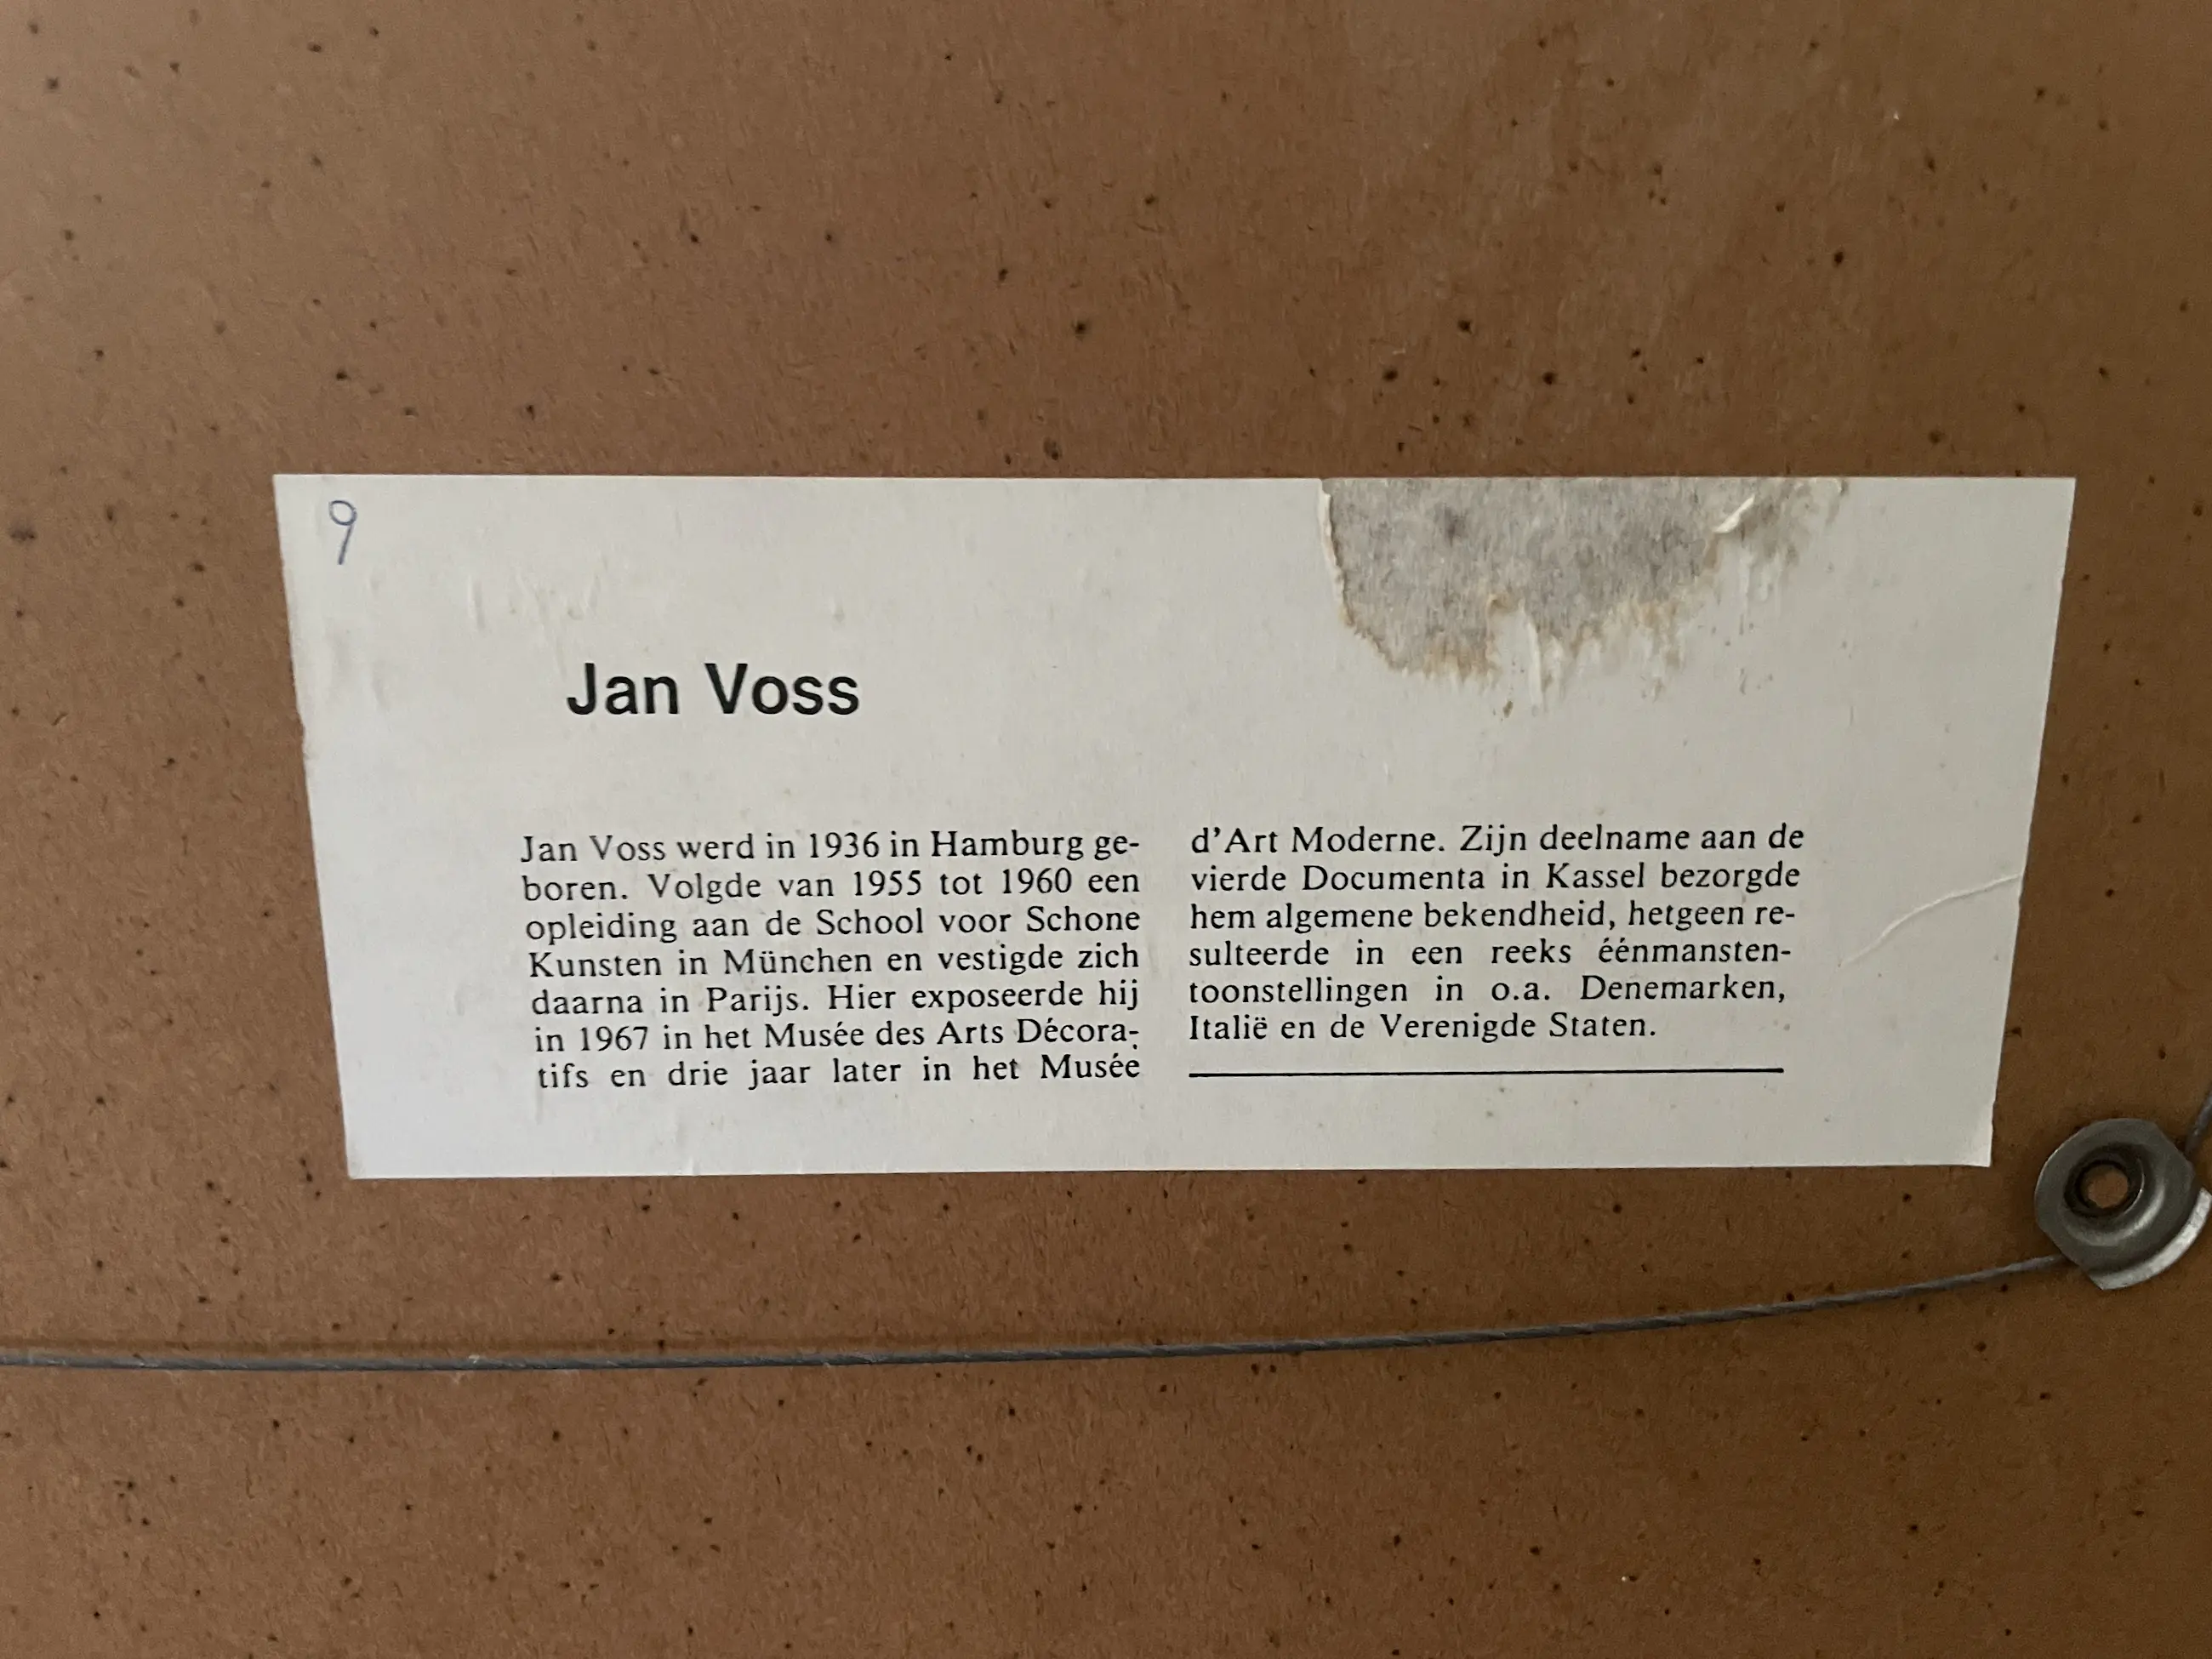 9
Jan Voss
Jan Voss werd in 1936 in Hamburg ge-
boren. Volgde van 1955 tot 1960 een
opleiding aan de School voor Schone
Kunsten in München en vestigde zich
daarna in Parijs. Hier exposeerde hij
in 1967 in het Musée des Arts Décora-
tifs en drie jaar later in het Musée
d'Art Moderne. Zijn deelname aan de
vierde Documenta in Kassel bezorgde
hem algemene bekendheid, hetgeen re-
sulteerde in een reeks éénmansten-
toonstellingen in o.a. Denemarken,
Italië en de Verenigde Staten.